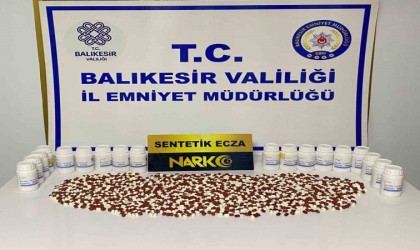 T.C.
BALIKESİR
VALİLİĞİ
T.C.
BALIKESİR VALİLİĞİ
İL EMNİYET MÜDÜRLÜĞÜ
SENTETİK ECZA
NARKO